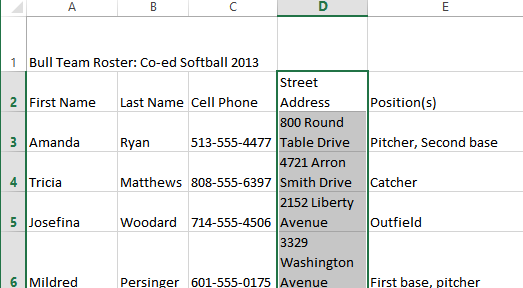 A B C D E
1 Bull Team Roster: Co-ed Softball 2013
Street
2 First Name Last Name Cell Phone Address Position(s)
800 Round
3 Amanda Ryan 513-555-4477 Table Drive Pitcher, Second base
4721 Arron
4 Tricia Matthews 808-555-6397 Smith Drive Catcher
2152 Liberty
5 Josefina Woodard 714-555-4506 Avenue Outfield
3329
Washington
6 Mildred Persinger 601-555-0175 Avenue First base, pitcher